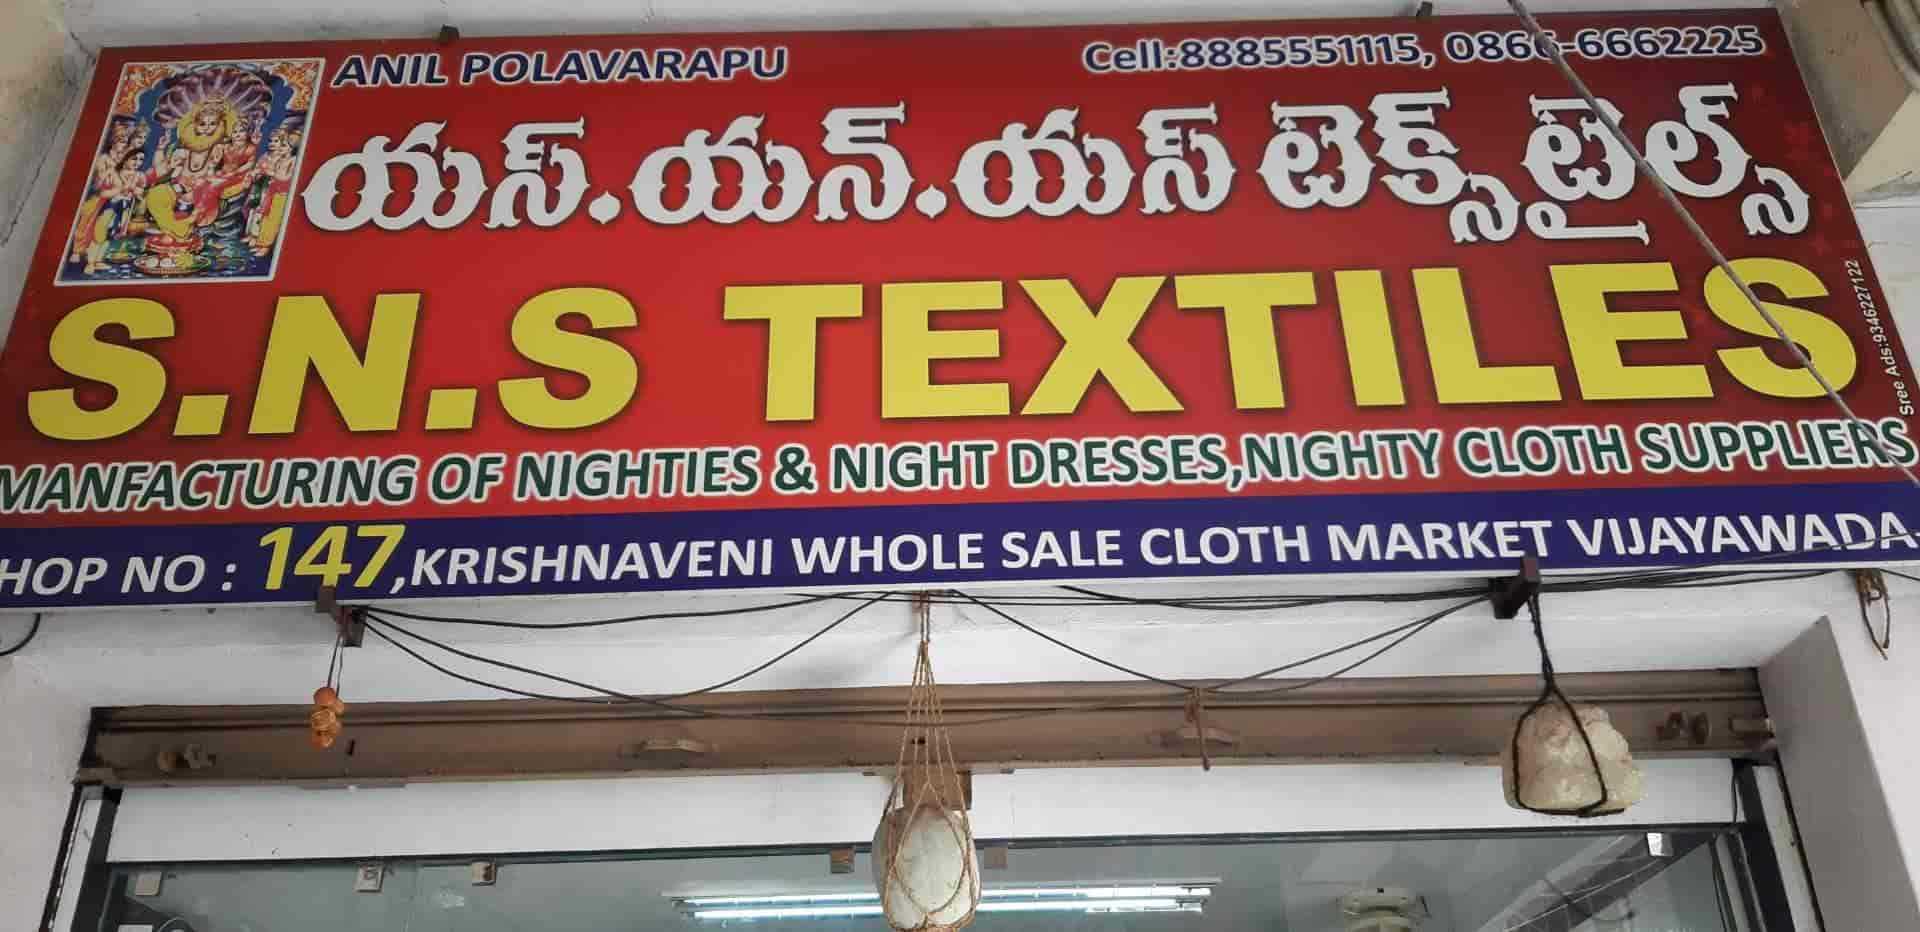 ANIL POLAVARAPU
Cell:8885551115, 0866-6662225
యస్.యన్.యస్ టెక్స్‌టైల్స్
S.N.S TEXTILES
Sree Ads:9346227122
MANFACTURING OF NIGHTIES & NIGHT DRESSES,NIGHTY CLOTH SUPPLIERS
HOP NO : 147,KRISHNAVENI WHOLE SALE CLOTH MARKET VIJAYAWADA-